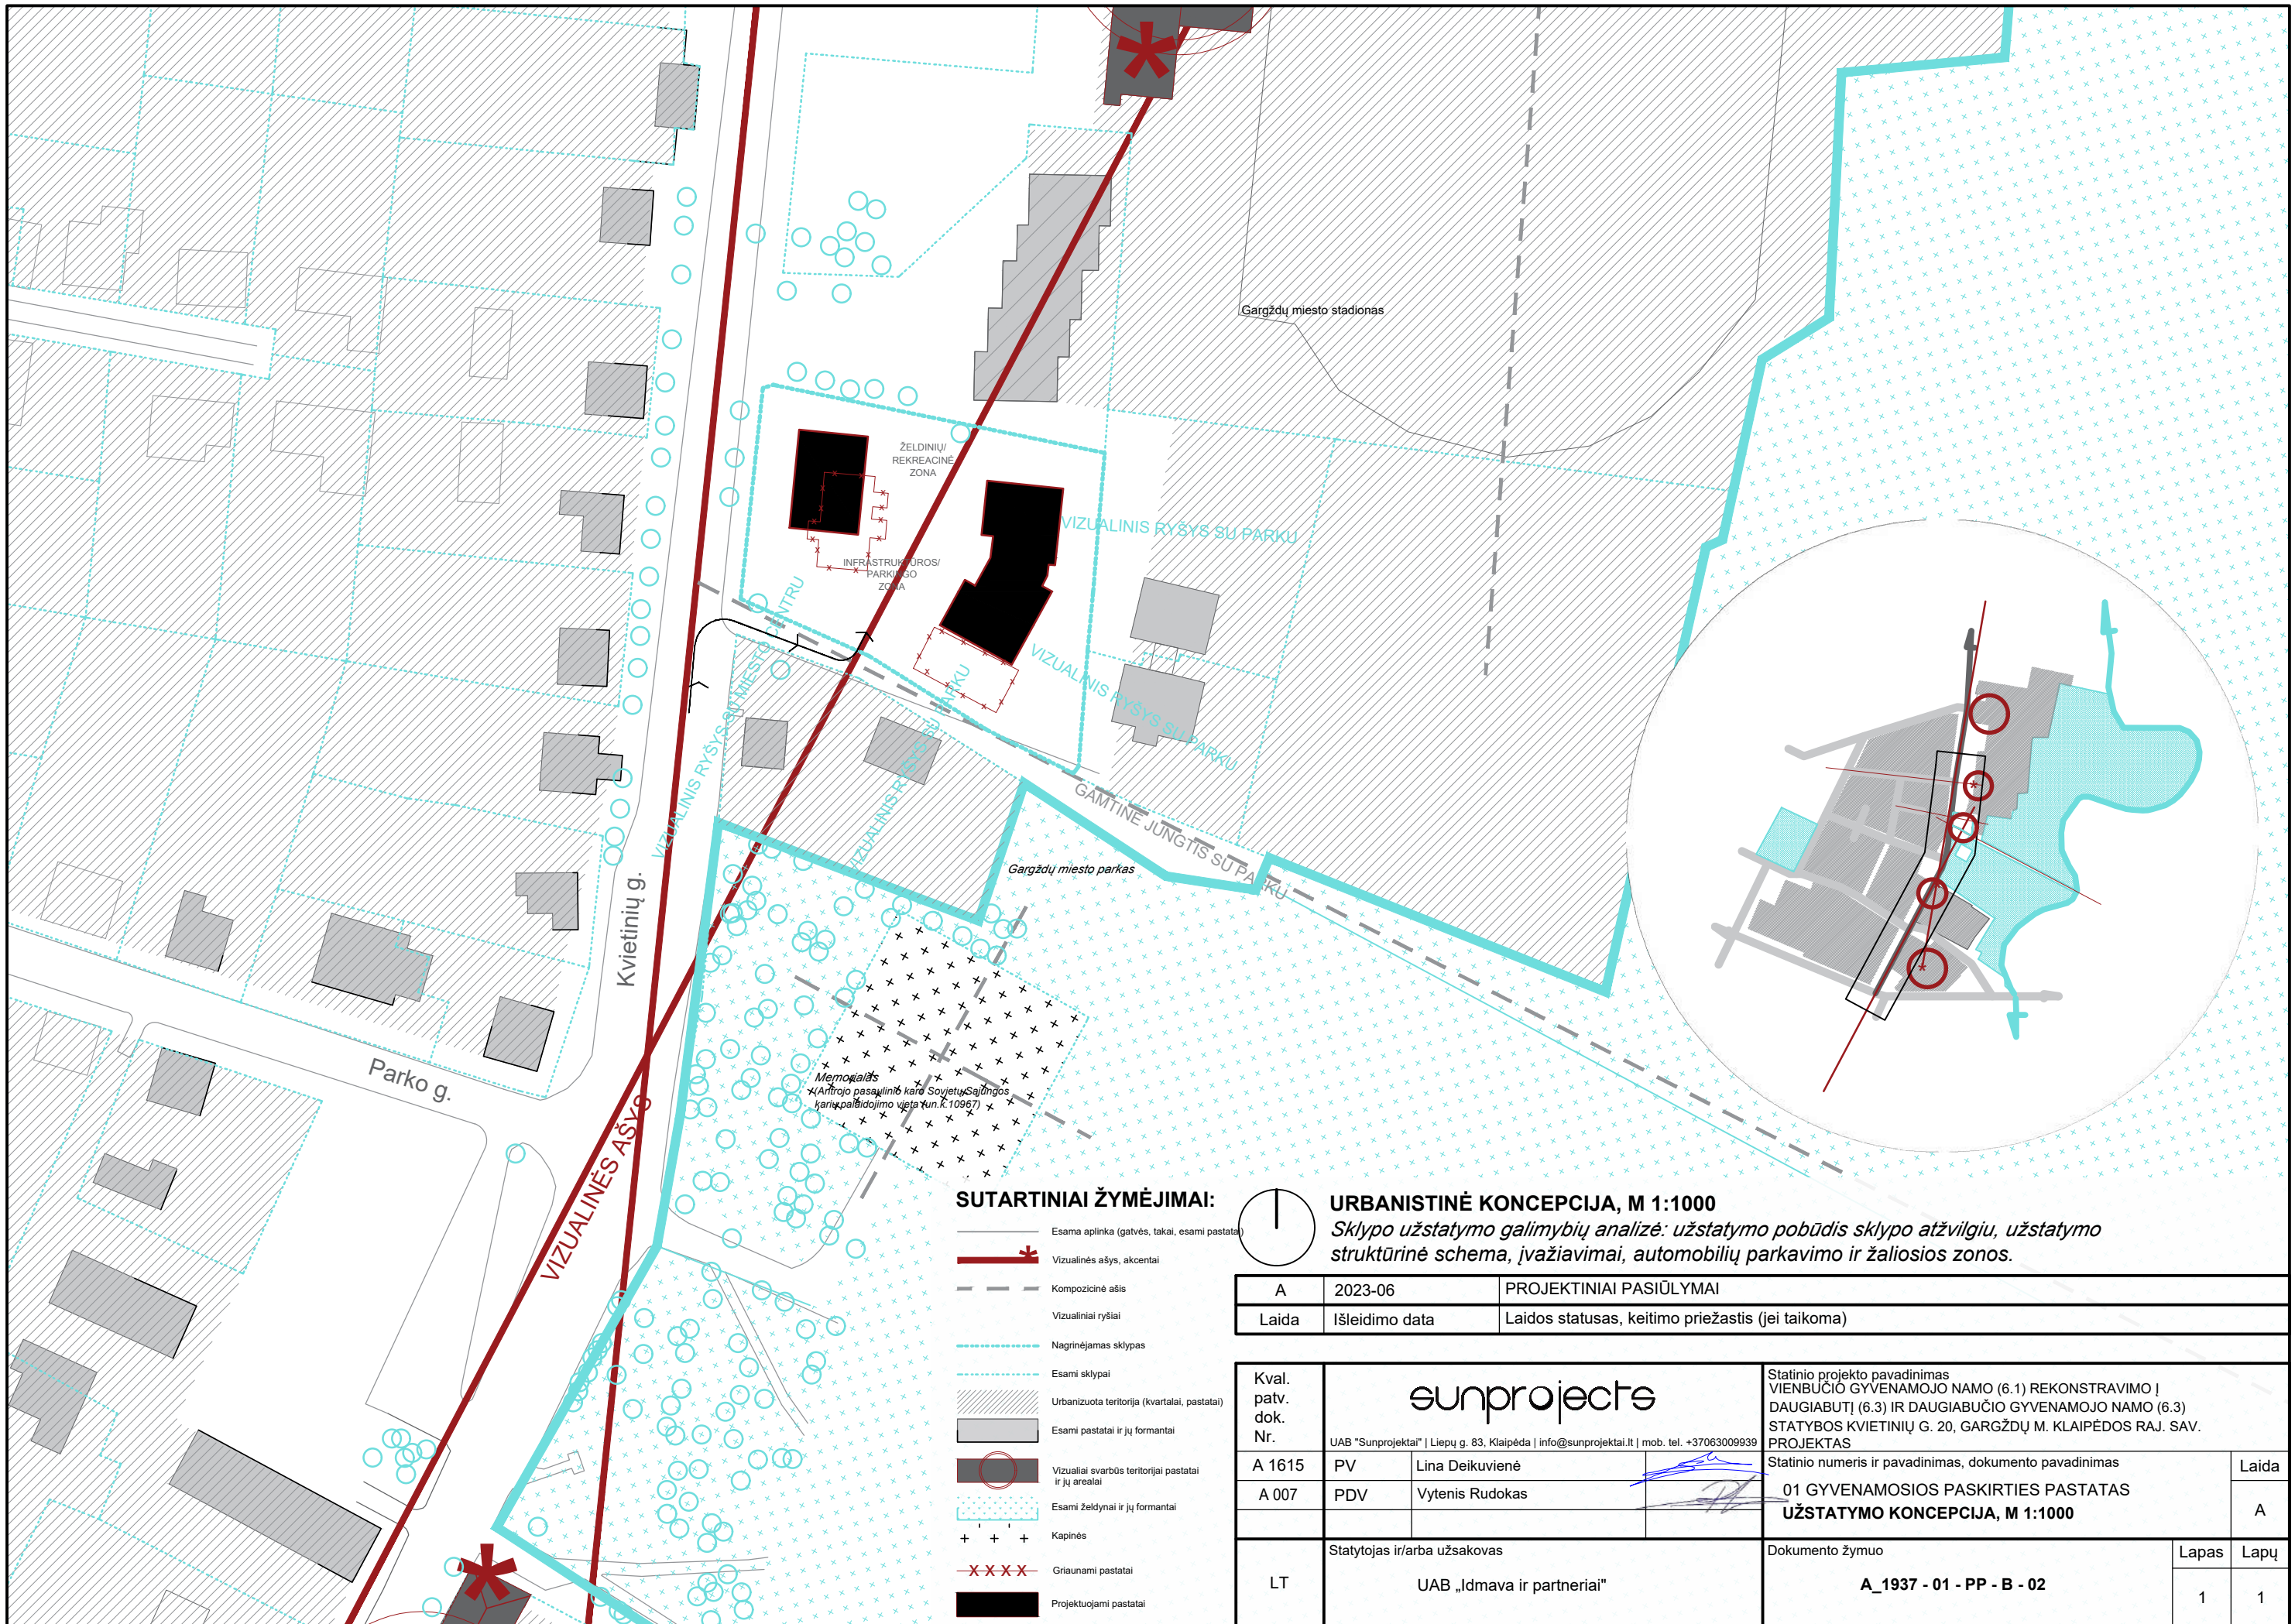 Gargždų miesto stadionas
ŽELDINIŲ/
REKREACINĖ
ZONA
INFRASTRUKTŪROS/
PARKINGO
ZONA
VIZUALINIS RYŠYS SU PARKU
VIZUALINIS RYŠYS SU PARKU
VIZUALINIS RYŠYS SU PARKU
VIZUALINIS RYŠYS SU MIESTO CENTRU
GAMTINĖ JUNGTIS SU PARKU
Gargždų miesto parkas
Kvietinių g.
Parko g.
VIZUALINĖS AŠYS
Memorialas
(Antrojo pasaulinio karo Sovietų Sąjungos
karių palaidojimo vieta (un.k.10967)
SUTARTINIAI ŽYMĖJIMAI:
Esama aplinka (gatvės, takai, esami pastatai)
Vizualinės ašys, akcentai
Kompozicinė ašis
Vizualiniai ryšiai
Nagrinėjamas sklypas
Esami sklypai
Urbanizuota teritorija (kvartalai, pastatai)
Esami pastatai ir jų formantai
Vizualiai svarbūs teritorijai pastatai
ir jų arealai
Esami želdynai ir jų formantai
Kapinės
Griaunami pastatai
Projektuojami pastatai
URBANISTINĖ KONCEPCIJA, M 1:1000
Sklypo užstatymo galimybių analizė: užstatymo pobūdis sklypo atžvilgiu, užstatymo
struktūrinė schema, įvažiavimai, automobilių parkavimo ir žaliosios zonos.
A 2023-06 PROJEKTINIAI PASIŪLYMAI
Laida Išleidimo data Laidos statusas, keitimo priežastis (jei taikoma)
Kval.
patv.
dok.
Nr.
sunprojects
UAB "Sunprojektai" | Liepų g. 83, Klaipėda | info@sunprojektai.lt | mob. tel. +37063009939
Statinio projekto pavadinimas
VIENBUČIO GYVENAMOJO NAMO (6.1) REKONSTRAVIMO Į
DAUGIABUTĮ (6.3) IR DAUGIABUČIO GYVENAMOJO NAMO (6.3)
STATYBOS KVIETINIŲ G. 20, GARGŽDŲ M. KLAIPĖDOS RAJ. SAV.
PROJEKTAS
A 1615 PV Lina Deikuvienė
A 007 PDV Vytenis Rudokas
Statinio numeris ir pavadinimas, dokumento pavadinimas
01 GYVENAMOSIOS PASKIRTIES PASTATAS
UŽSTATYMO KONCEPCIJA, M 1:1000
Laida
A
LT
Statytojas ir/arba užsakovas
UAB „Idmava ir partneriai"
Dokumento žymuo
A_1937 - 01 - PP - B - 02
Lapas Lapų
1 1